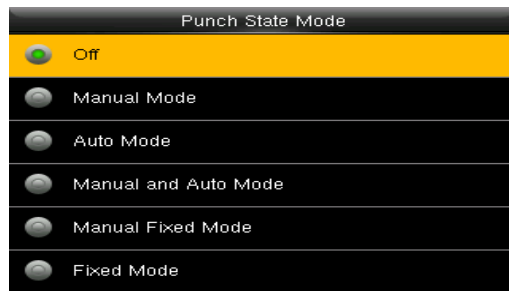 Punch State Mode
Off
Manual Mode
Auto Mode
Manual and Auto Mode
Manual Fixed Mode
Fixed Mode